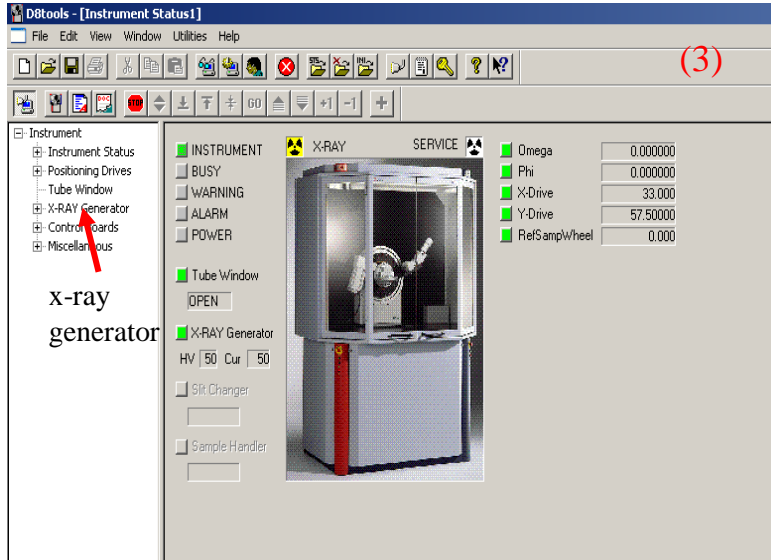 D8tools - [Instrument Status1]
File Edit View Window Utilities Help
(3)
STOP GO +1 -1
Instrument
Instrument Status
Positioning Drives
Tube Window
X-RAY Generator
Control Boards
Miscellaneous
x-ray
generator
INSTRUMENT
BUSY
WARNING
ALARM
POWER
Tube Window
OPEN
X-RAY Generator
HV 50 Cur 50
Slit Changer
Sample Handler
X-RAY SERVICE
Omega 0.000000
Phi 0.000000
X-Drive 33.000
Y-Drive 57.50000
RefSampWheel 0.000